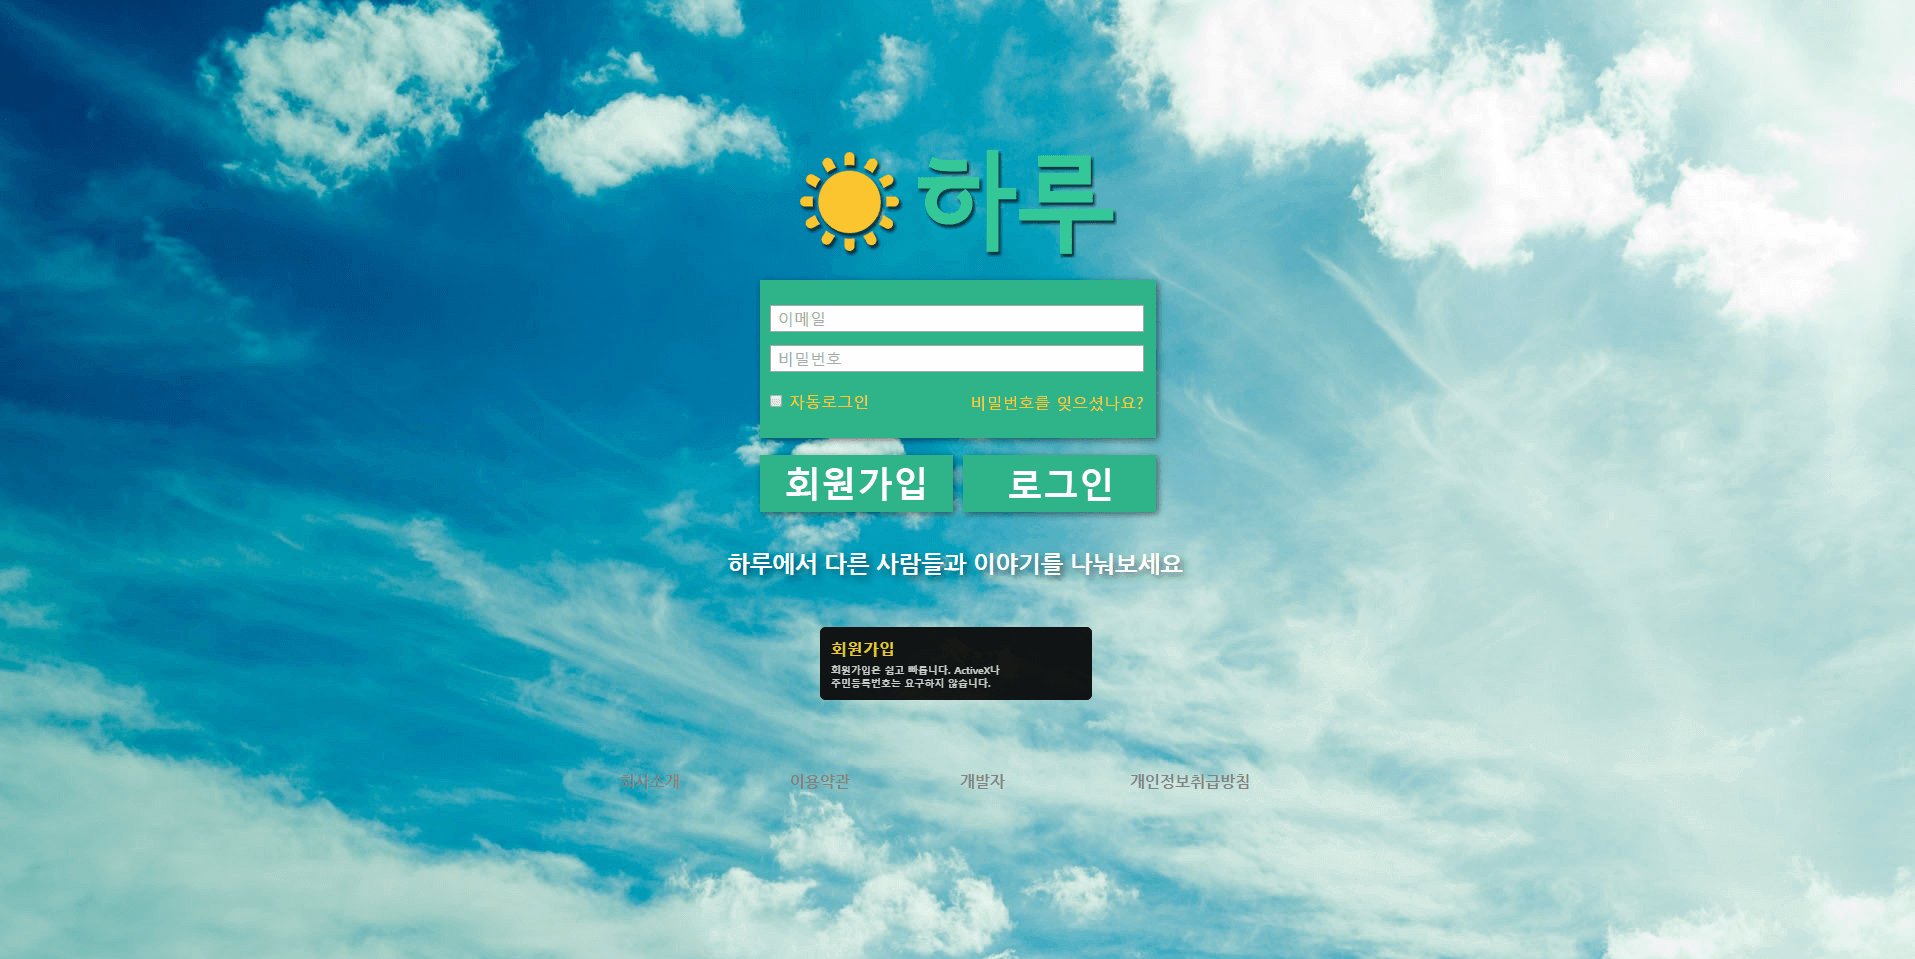 하루
이메일
비밀번호
자동로그인 비밀번호를 잊으셨나요?
회원가입 로그인
하루에서 다른 사람들과 이야기를 나눠보세요
회원가입
회원가입은 쉽고 빠릅니다. ActiveX나
주민등록번호는 요구하지 않습니다.
회사소개 이용약관 개발자 개인정보취급방침